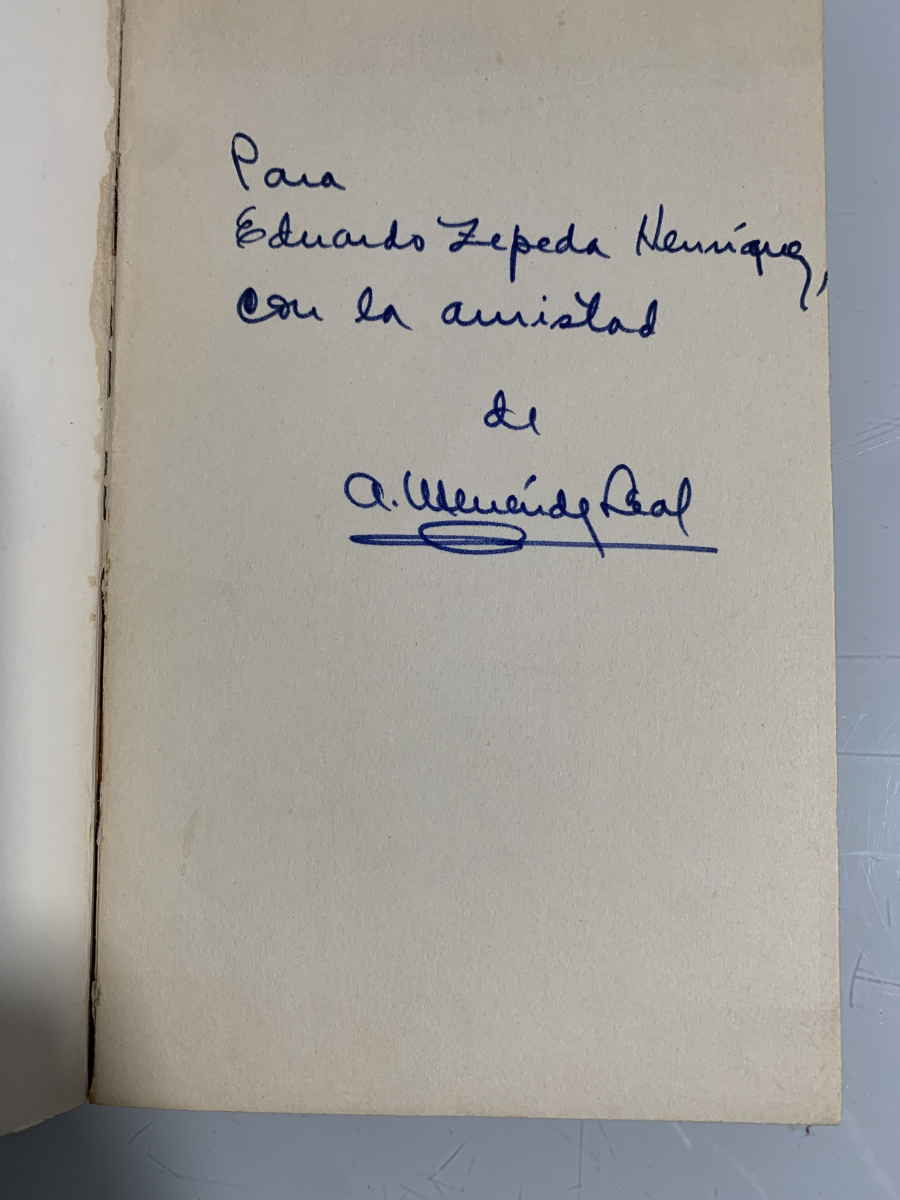 Para
Eduardo Zepeda Henríquez,
con la amistad
de
A. Menéndez Leal